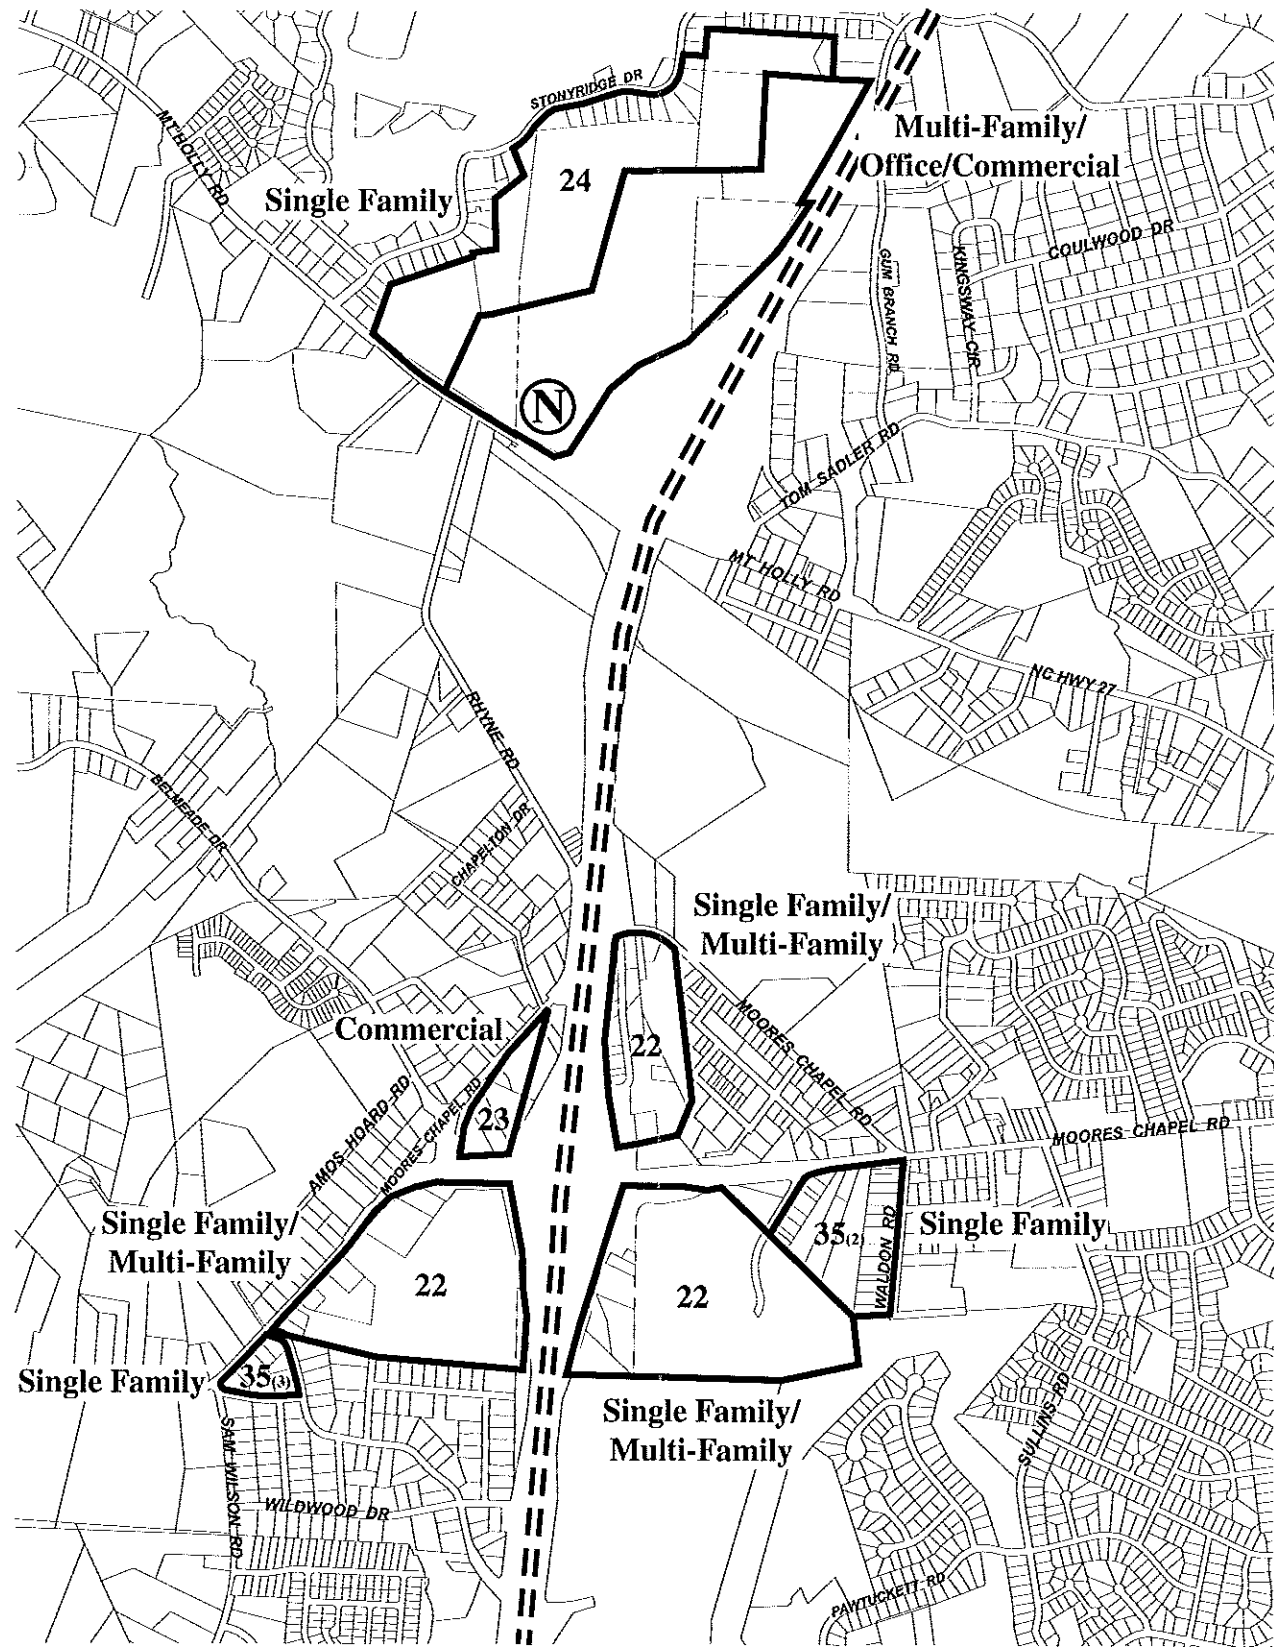 STONYRIDGE DR
MT HOLLY RD
Multi-Family/
Office/Commercial
24
Single Family
COULWOOD DR
GUM BRANCH RD
KINGSWAY CIR
N
TOM SADLER RD
MT HOLLY RD
NC HWY 27
RHYNE RD
BELMEADE DR
CHAPELTON DR
Single Family/
Multi-Family
MOORES CHAPEL RD
Commercial
22
23
AMOS HOARD RD
MOORES CHAPEL RD
MOORES CHAPEL RD
Single Family/
Multi-Family
22
22
35(2)
WALDON RD
Single Family
Single Family
35(3)
Single Family/
Multi-Family
SULLINS RD
SAM WILSON RD
WILDWOOD DR
PAWTUCKETT RD